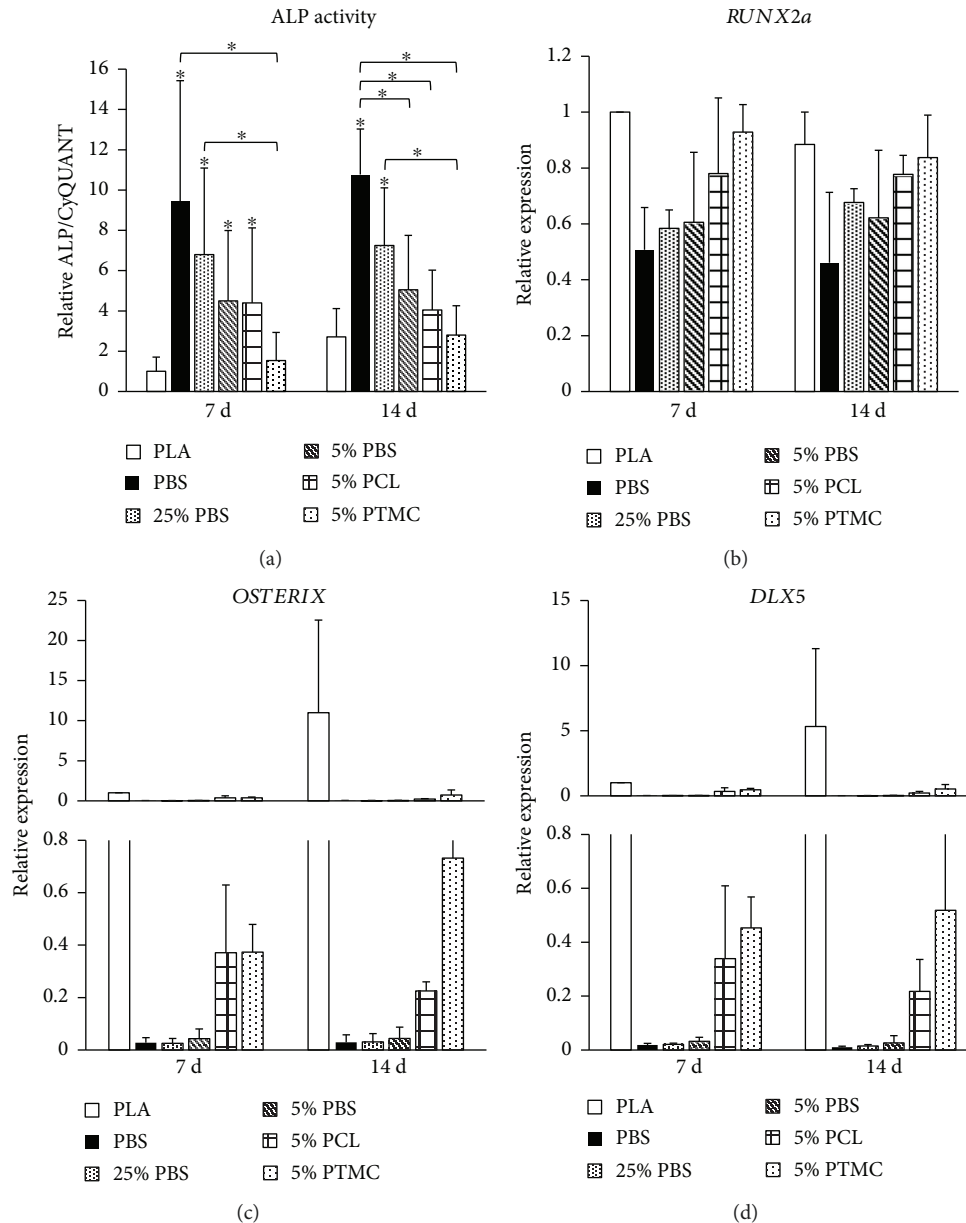 ALP activity
Relative ALP/CyQUANT
16
14
12
10
8
6
4
2
0
* * * * * * * * * * * *
7 d 14 d
PLA 5% PBS
PBS 5% PCL
25% PBS 5% PTMC
(a)
RUNX2a
Relative expression
1.2
1
0.8
0.6
0.4
0.2
0
7 d 14 d
PLA 5% PBS
PBS 5% PCL
25% PBS 5% PTMC
(b)
OSTERIX
Relative expression
25
20
15
10
5
0
0.8
0.6
0.4
0.2
0
7 d 14 d
PLA 5% PBS
PBS 5% PCL
25% PBS 5% PTMC
(c)
DLX5
Relative expression
15
10
5
0
0.8
0.6
0.4
0.2
0
7 d 14 d
PLA 5% PBS
PBS 5% PCL
25% PBS 5% PTMC
(d)